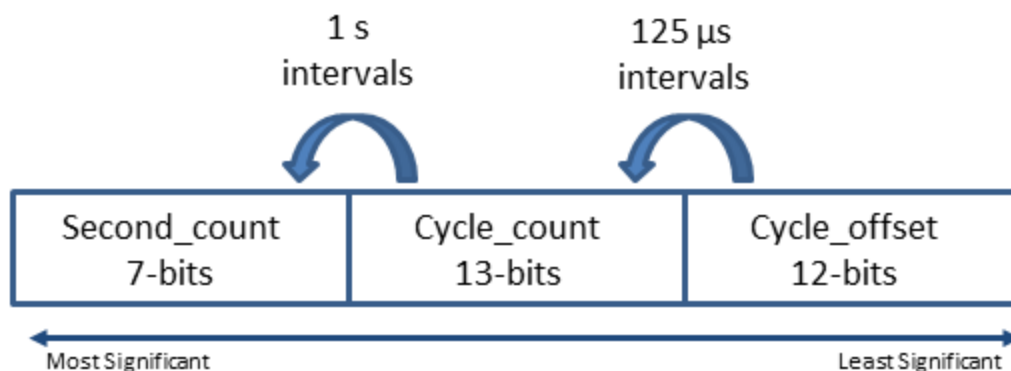 1 s
intervals
125 µs
intervals
Second_count
7-bits
Cycle_count
13-bits
Cycle_offset
12-bits
Most Significant
Least Significant